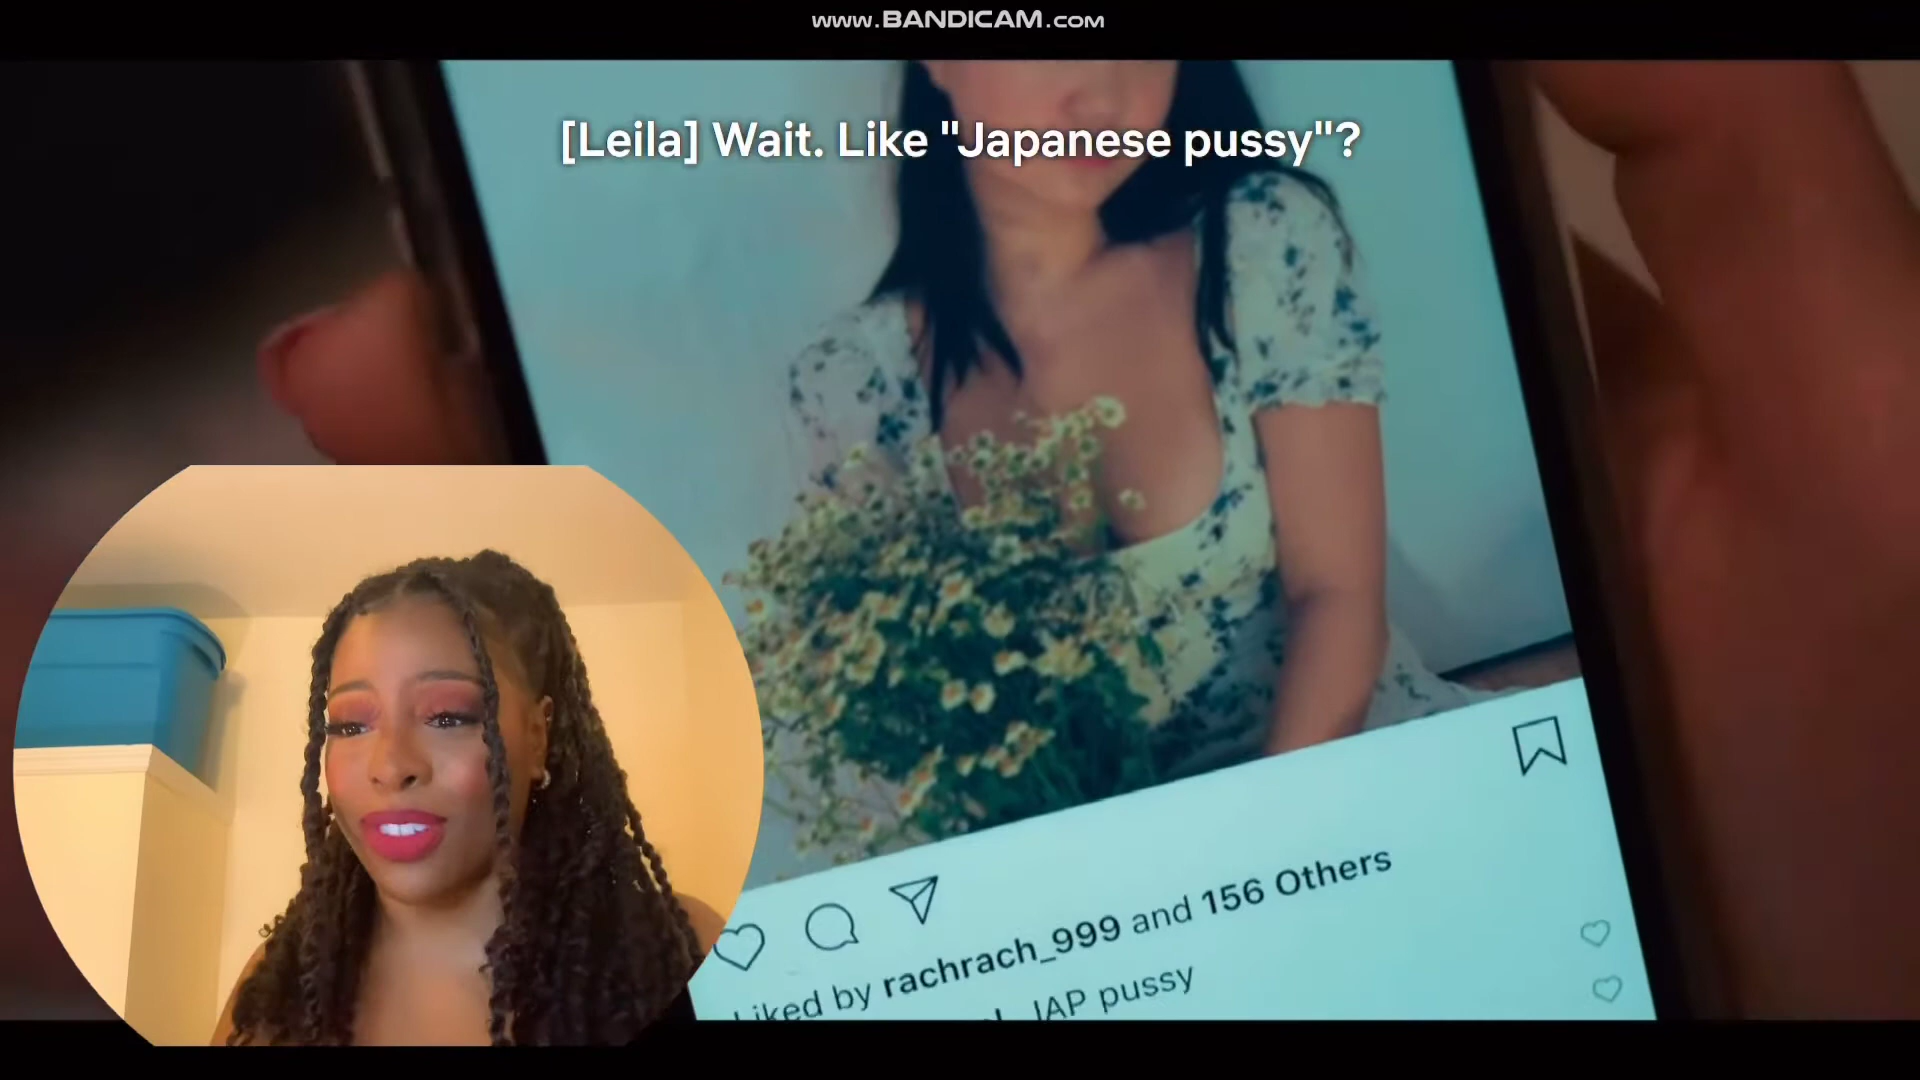 www.BANDICAM.com
[Leila] Wait. Like "Japanese pussy"?
Liked by rachrach_999 and 156 Others
JAP pussy